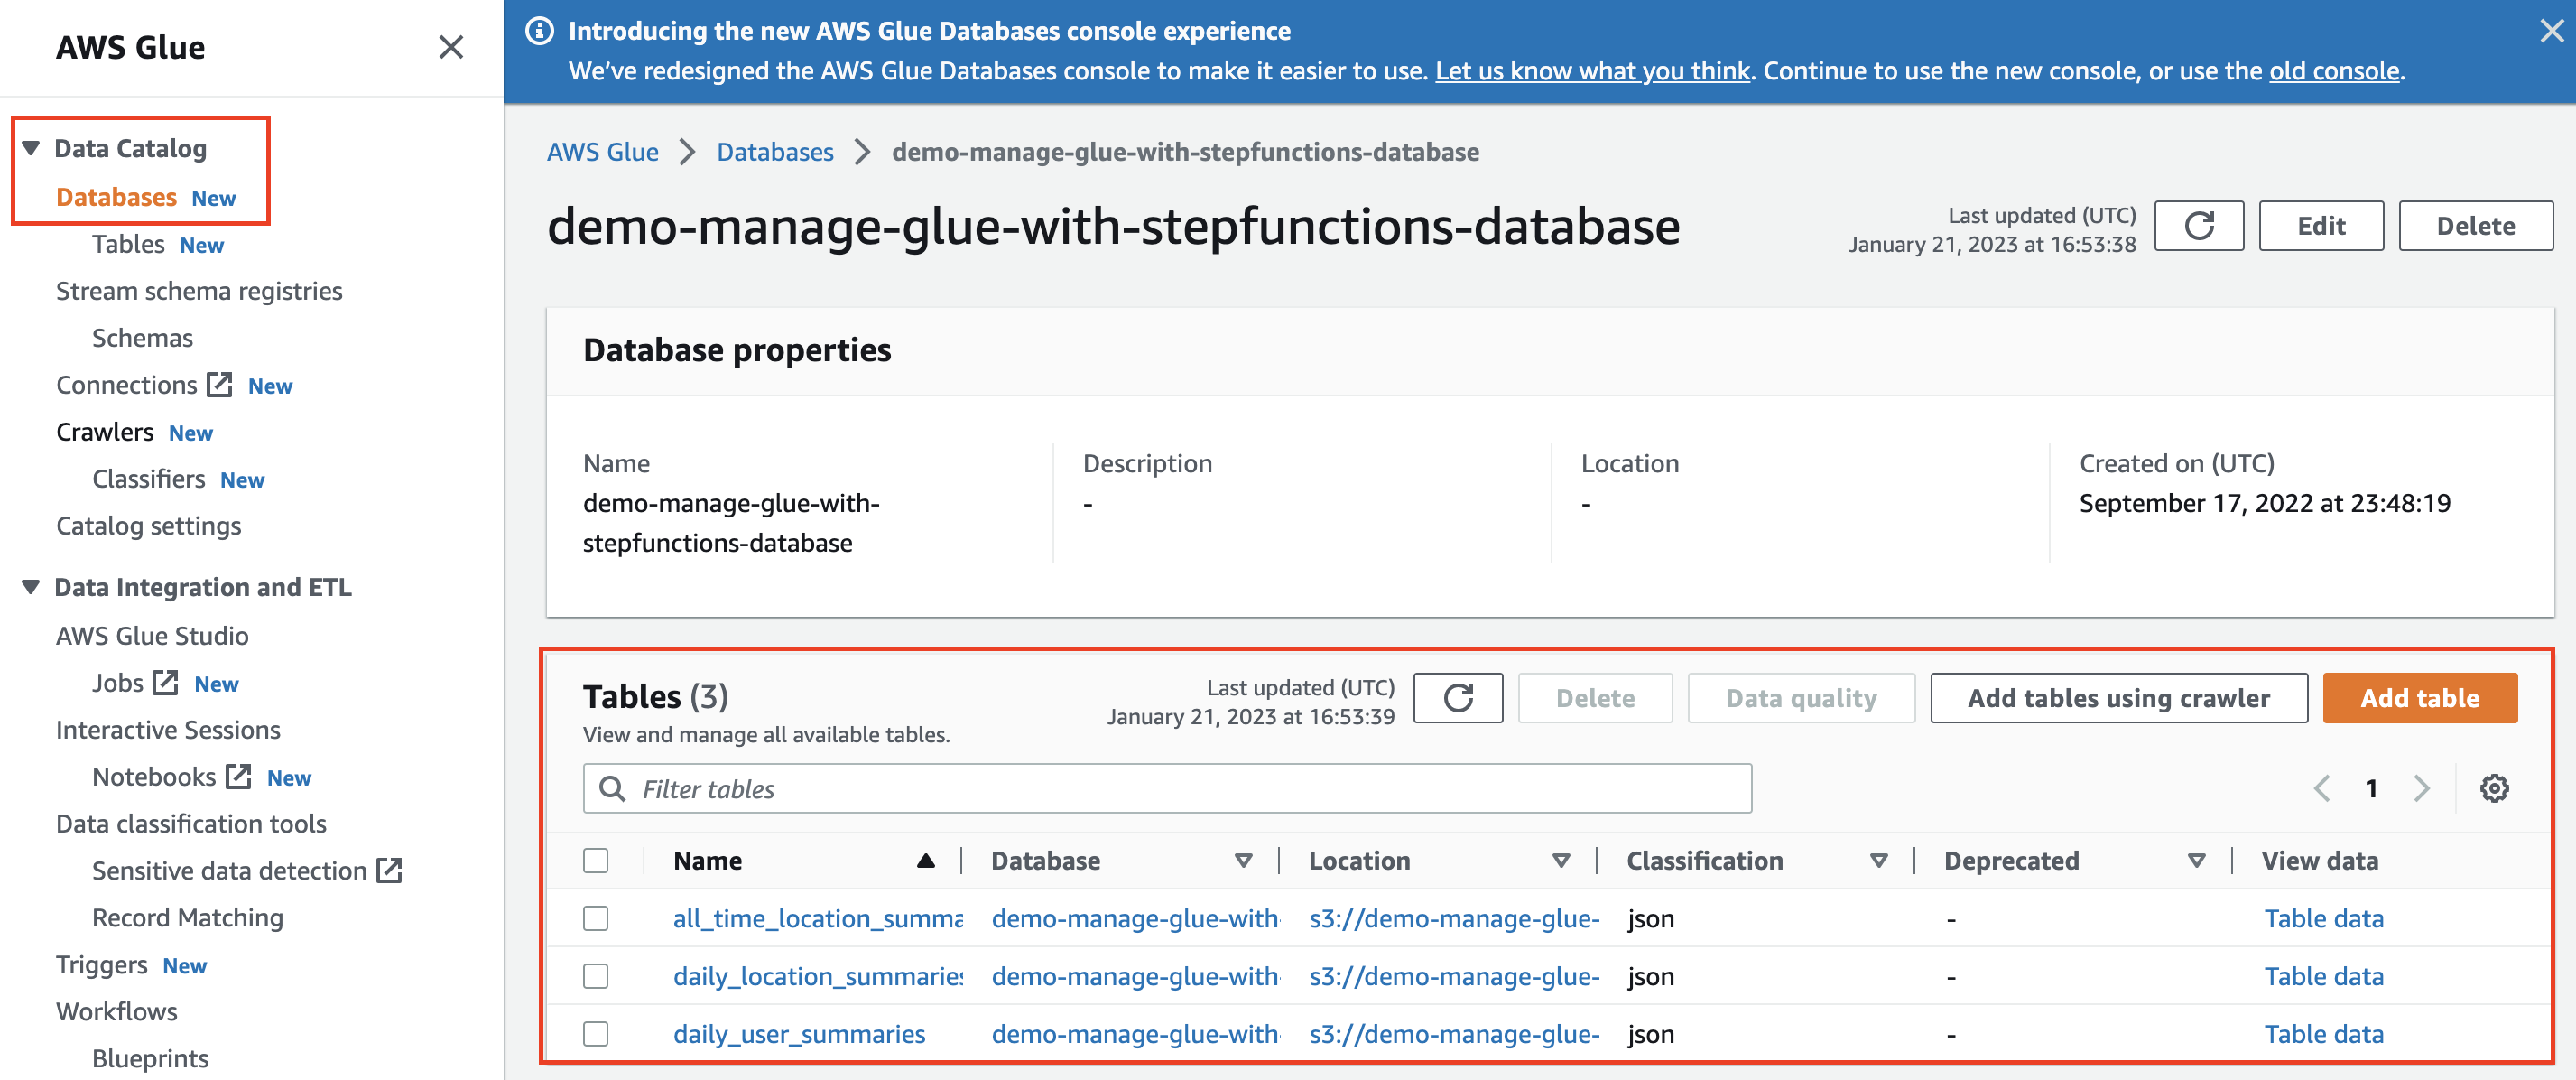 AWS Glue
Data Catalog
Databases New
Tables New
Stream schema registries
Schemas
Connections New
Crawlers New
Classifiers New
Catalog settings
Data Integration and ETL
AWS Glue Studio
Jobs New
Interactive Sessions
Notebooks New
Data classification tools
Sensitive data detection
Record Matching
Triggers New
Workflows
Blueprints
Introducing the new AWS Glue Databases console experience
We've redesigned the AWS Glue Databases console to make it easier to use. Let us know what you think. Continue to use the new console, or use the old console.
AWS Glue > Databases > demo-manage-glue-with-stepfunctions-database
demo-manage-glue-with-stepfunctions-database
Last updated (UTC)
January 21, 2023 at 16:53:38
Edit
Delete
Database properties
Name
demo-manage-glue-with-
stepfunctions-database
Description
-
Location
-
Created on (UTC)
September 17, 2022 at 23:48:19
Tables (3)
View and manage all available tables.
Last updated (UTC)
January 21, 2023 at 16:53:39
Delete
Data quality
Add tables using crawler
Add table
Filter tables
1
Name Database Location Classification Deprecated View data
all_time_location_summa demo-manage-glue-with- s3://demo-manage-glue- json - Table data
daily_location_summaries demo-manage-glue-with- s3://demo-manage-glue- json - Table data
daily_user_summaries demo-manage-glue-with- s3://demo-manage-glue- json - Table data